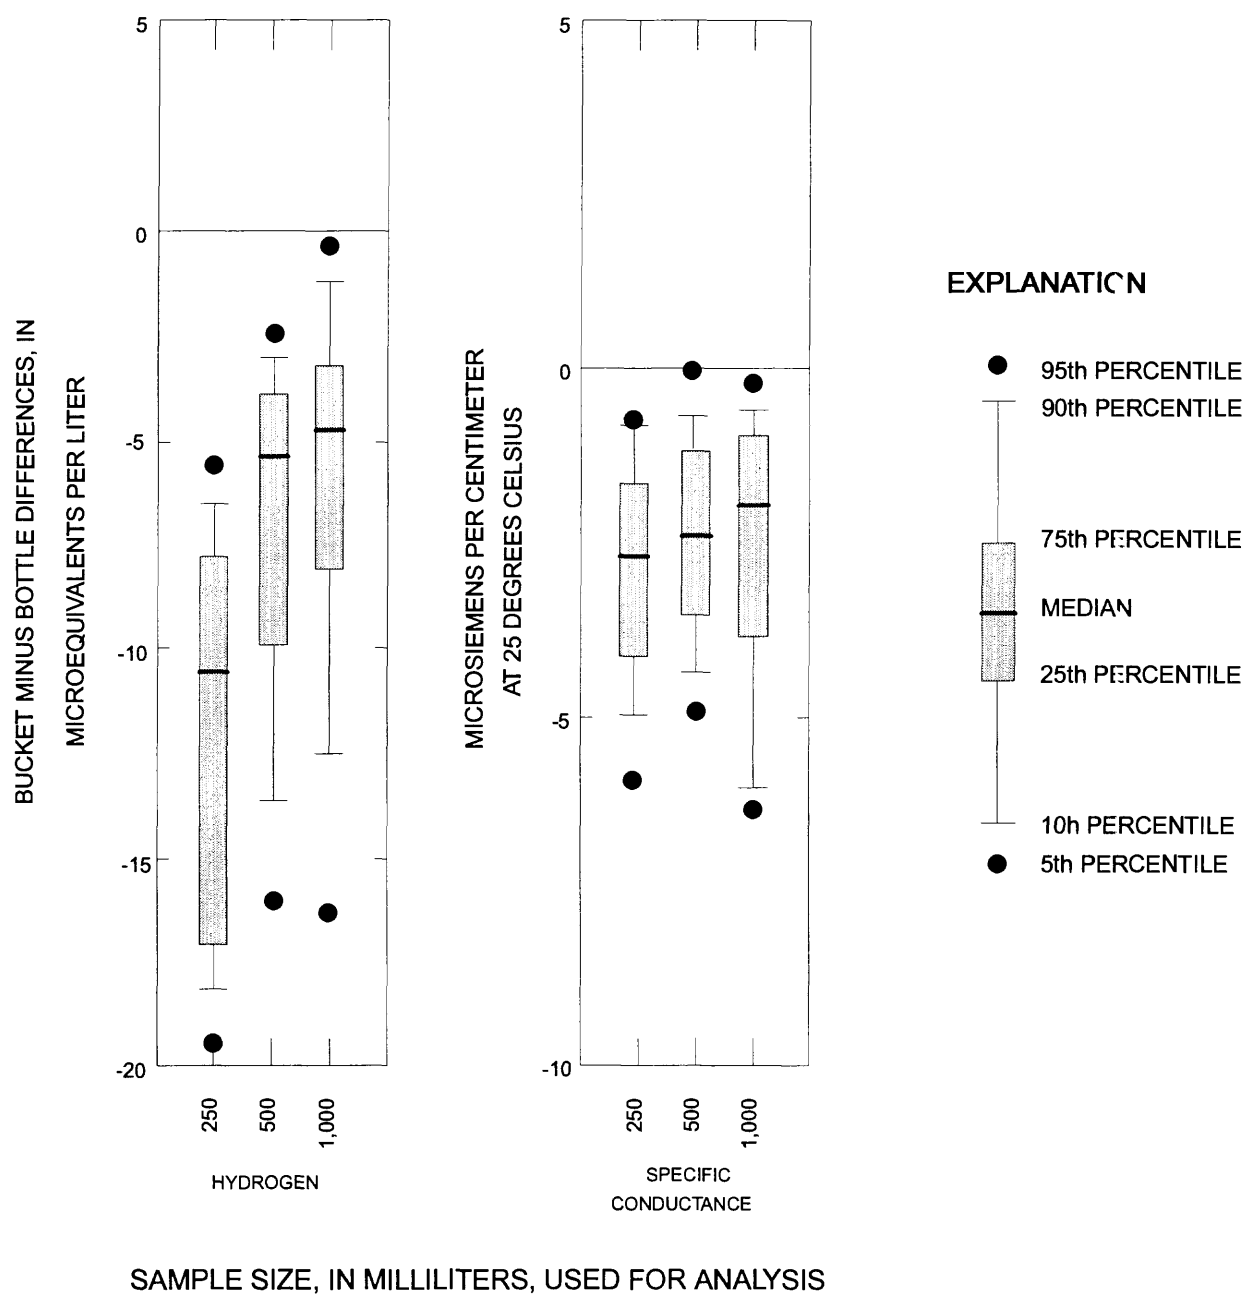 5
0
-5
-10
-15
-20
BUCKET MINUS BOTTLE DIFFERENCES, IN
MICROEQUIVALENTS PER LITER
250
500
1,000
HYDROGEN
5
0
-5
-10
MICROSIEMENS PER CENTIMETER
AT 25 DEGREES CELSIUS
250
500
1,000
SPECIFIC
CONDUCTANCE
SAMPLE SIZE, IN MILLILITERS, USED FOR ANALYSIS
EXPLANATION
95th PERCENTILE
90th PERCENTILE
75th PERCENTILE
MEDIAN
25th PERCENTILE
10h PERCENTILE
5th PERCENTILE